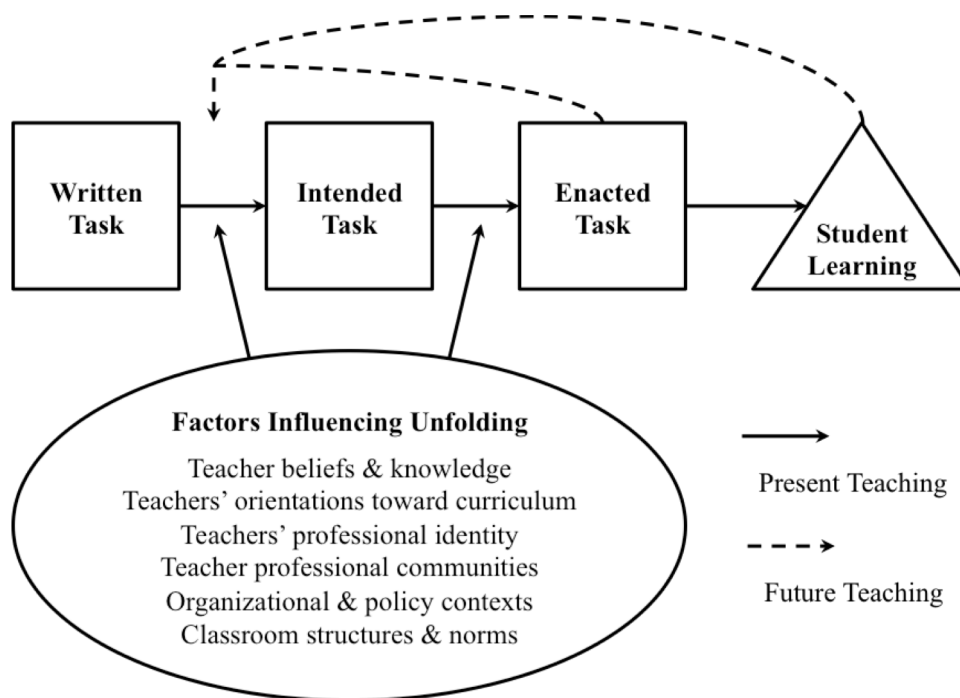 Written
Task
Intended
Task
Enacted
Task
Student
Learning
Factors Influencing Unfolding
Teacher beliefs & knowledge
Teachers’ orientations toward curriculum
Teachers’ professional identity
Teacher professional communities
Organizational & policy contexts
Classroom structures & norms
Present Teaching
Future Teaching